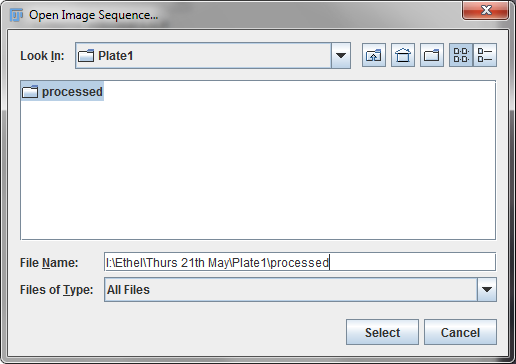 Open Image Sequence...
Look In: Plate1
processed
File Name: I:\Ethel\Thurs 21th May\Plate1\processed
Files of Type: All Files
Select Cancel